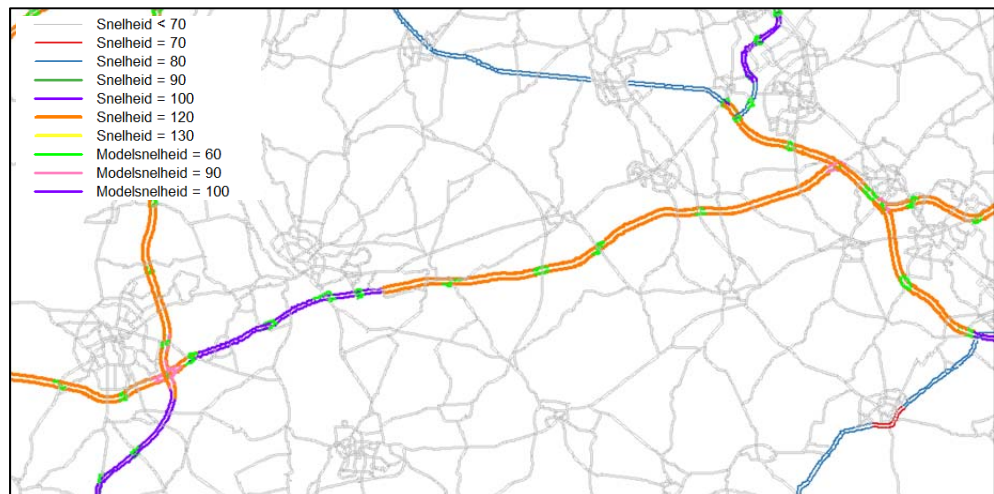 Snelheid < 70
Snelheid = 70
Snelheid = 80
Snelheid = 90
Snelheid = 100
Snelheid = 120
Snelheid = 130
Modelsnelheid = 60
Modelsnelheid = 90
Modelsnelheid = 100